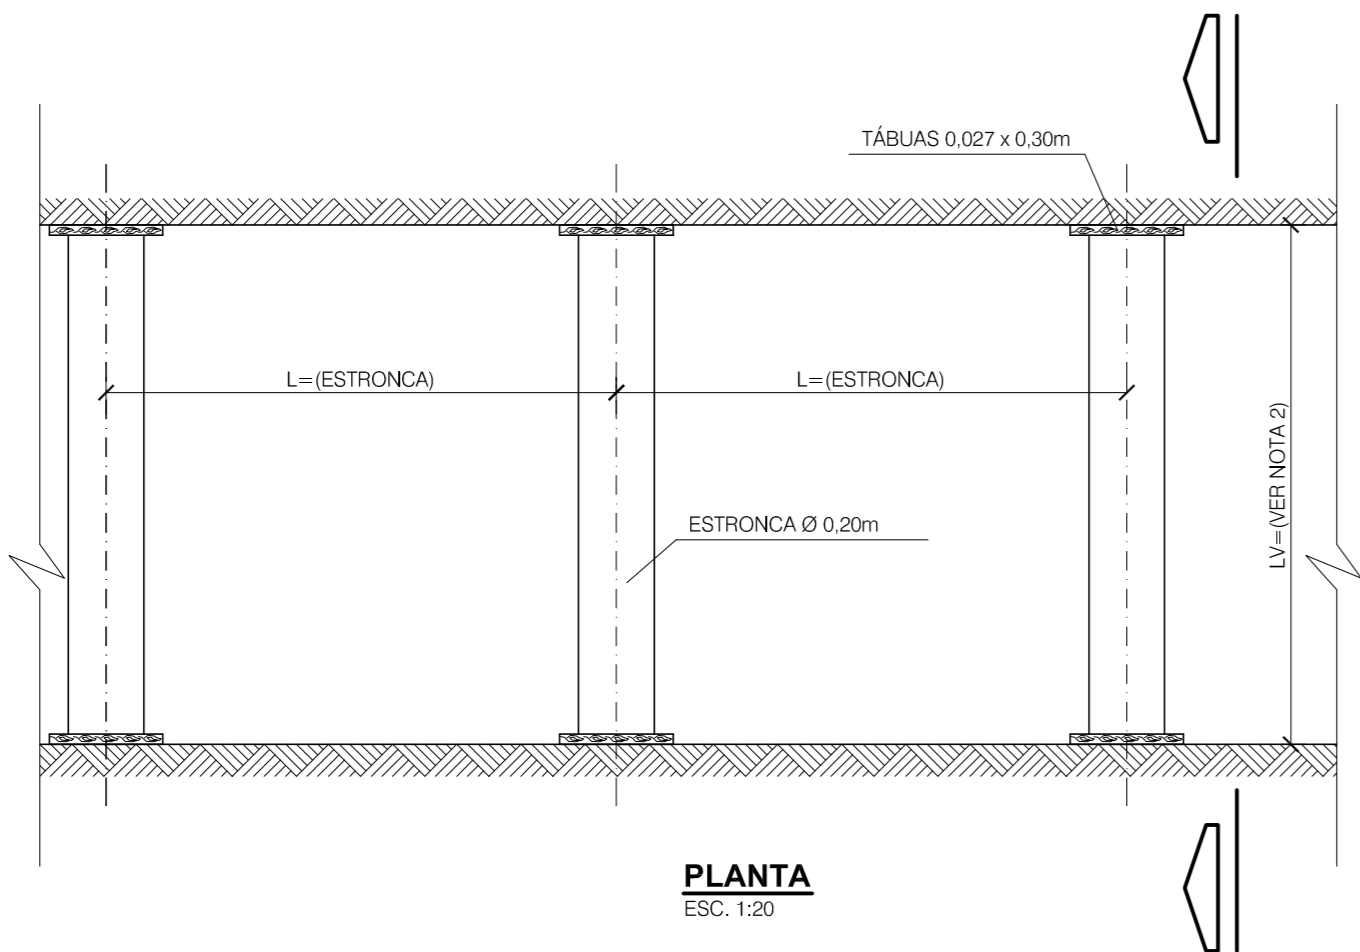 TÁBUAS 0,027 x 0,30m
L=(ESTRONCA)
L=(ESTRONCA)
LV=(VER NOTA 2)
ESTRONCA Ø 0,20m
PLANTA
ESC. 1:20